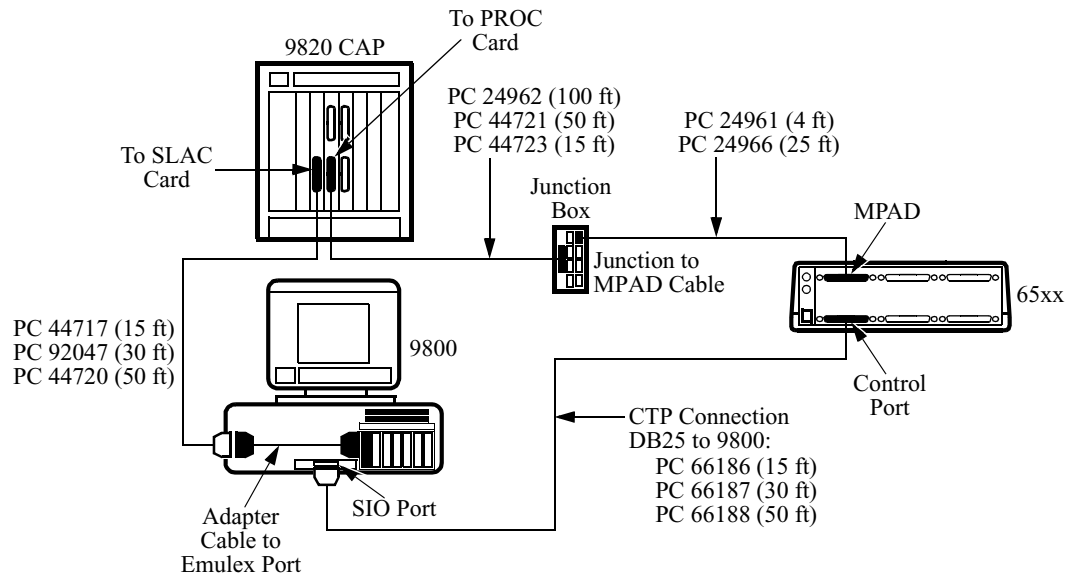 To PROC
Card
9820 CAP
PC 24962 (100 ft)
PC 44721 (50 ft)
PC 44723 (15 ft)
PC 24961 (4 ft)
PC 24966 (25 ft)
To SLAC
Card
Junction
Box
MPAD
Junction to
MPAD Cable
65xx
PC 44717 (15 ft)
PC 92047 (30 ft)
PC 44720 (50 ft)
9800
Control
Port
CTP Connection
DB25 to 9800:
PC 66186 (15 ft)
PC 66187 (30 ft)
PC 66188 (50 ft)
SIO Port
Adapter
Cable to
Emulex Port